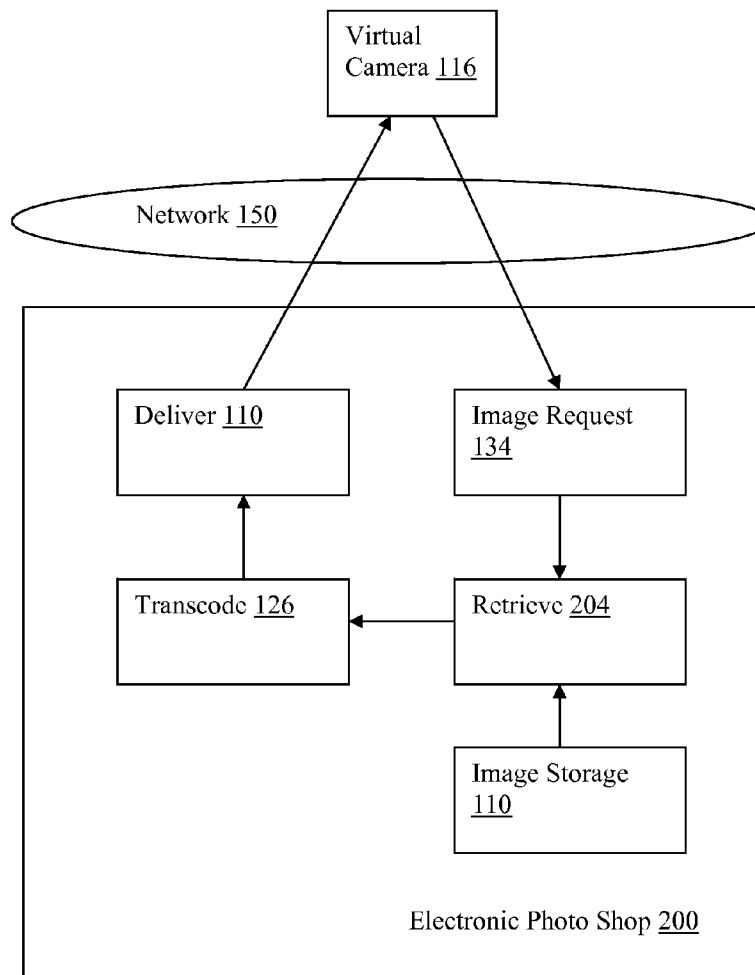 Virtual
Camera 116
Network 150
Deliver 110
Image Request
134
Transcode 126
Retrieve 204
Image Storage
110
Electronic Photo Shop 200